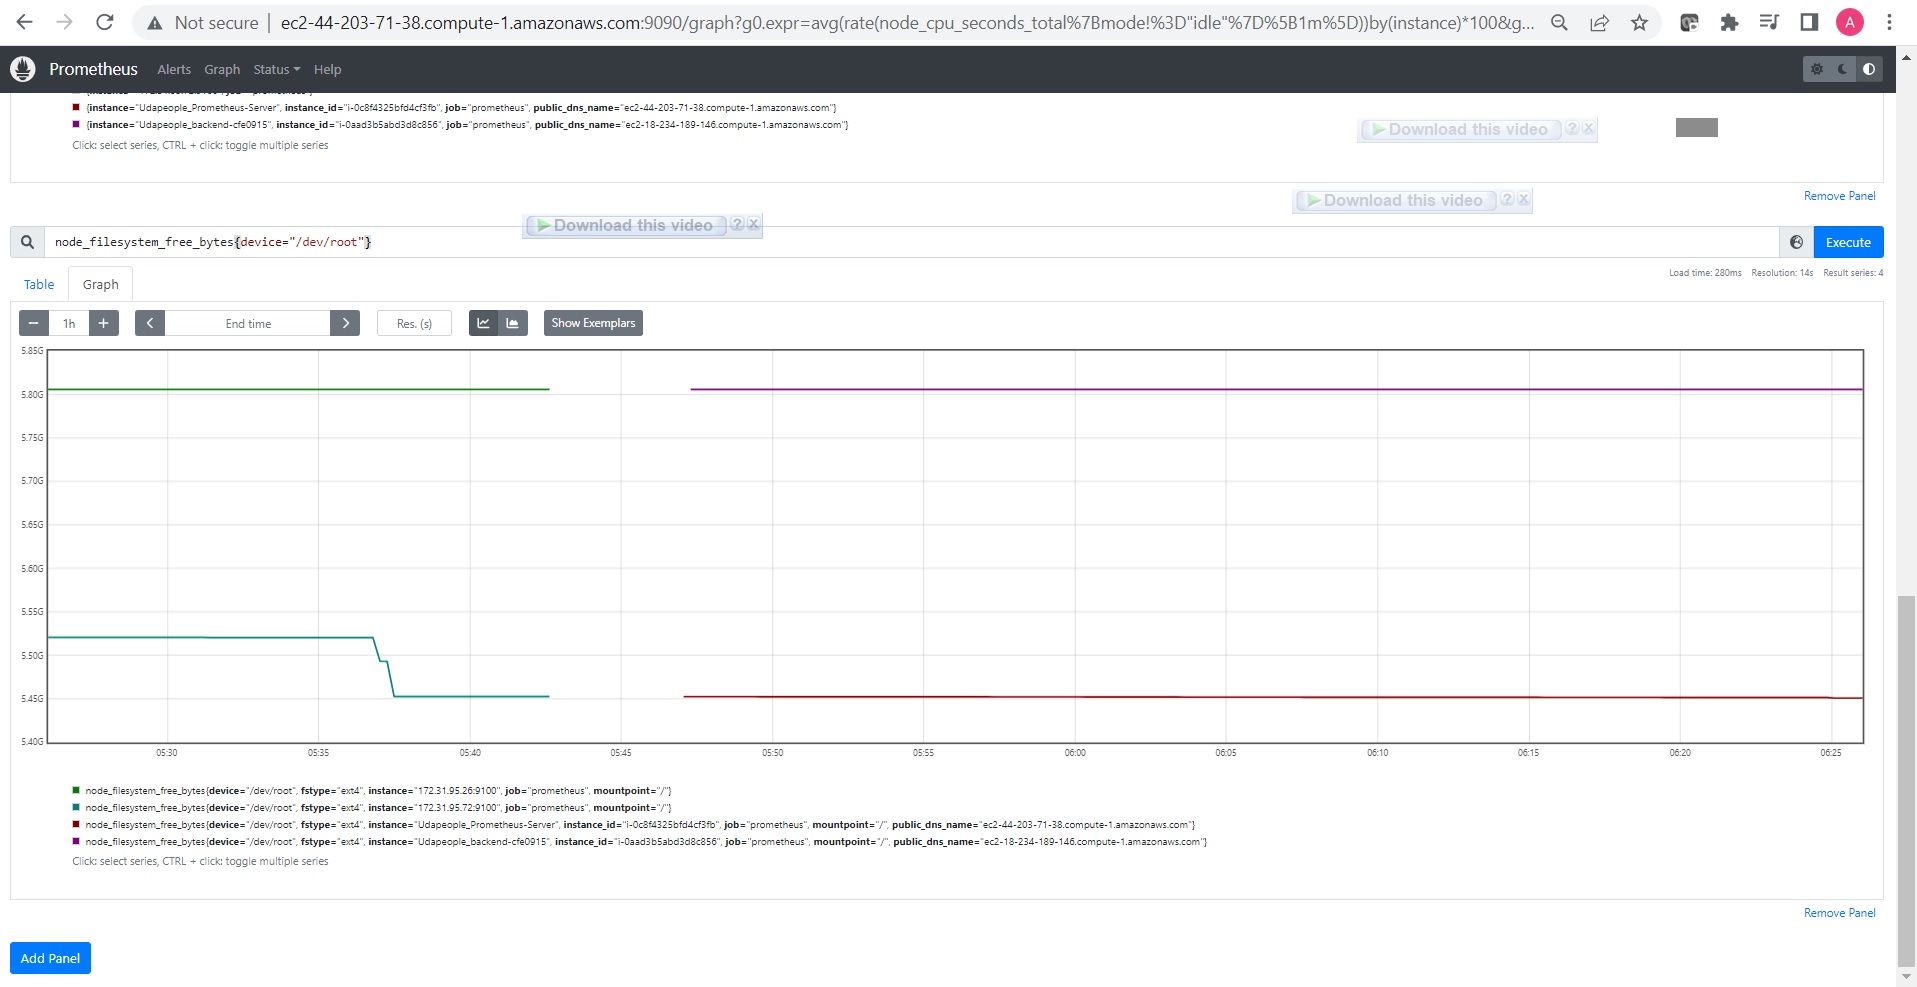 Not secure | ec2-44-203-71-38.compute-1.amazonaws.com:9090/graph?g0.expr=avg(rate(node_cpu_seconds_total%7Bmode!%3D"idle"%7D%5B1m%5D))by(instance)*100&g...
A
Prometheus Alerts Graph Status Help
{instance="Udapeople_Prometheus-Server", instance_id="i-0c8f4325bfd4cf3fb", job="prometheus", public_dns_name="ec2-44-203-71-38.compute-1.amazonaws.com"}
{instance="Udapeople_backend-cfe0915", instance_id="i-0aad3b5abd3d8c856", job="prometheus", public_dns_name="ec2-18-234-189-146.compute-1.amazonaws.com"}
Download this video ? X
Click: select series, CTRL + click: toggle multiple series
Remove Panel
Download this video ? X
Download this video ? X
node_filesystem_free_bytes{device="/dev/root"}
Execute
Load time: 280ms Resolution: 14s Result series: 4
Table Graph
− 1h + < End time > Res. (s) Show Exemplars
5.85G
5.80G
5.75G
5.70G
5.65G
5.60G
5.55G
5.50G
5.45G
5.40G
05:30 05:35 05:40 05:45 05:50 05:55 06:00 06:05 06:10 06:15 06:20 06:25
node_filesystem_free_bytes{device="/dev/root", fstype="ext4", instance="172.31.95.26:9100", job="prometheus", mountpoint="/"}
node_filesystem_free_bytes{device="/dev/root", fstype="ext4", instance="172.31.95.72:9100", job="prometheus", mountpoint="/"}
node_filesystem_free_bytes{device="/dev/root", fstype="ext4", instance="Udapeople_Prometheus-Server", instance_id="i-0c8f4325bfd4cf3fb", job="prometheus", mountpoint="/", public_dns_name="ec2-44-203-71-38.compute-1.amazonaws.com"}
node_filesystem_free_bytes{device="/dev/root", fstype="ext4", instance="Udapeople_backend-cfe0915", instance_id="i-0aad3b5abd3d8c856", job="prometheus", mountpoint="/", public_dns_name="ec2-18-234-189-146.compute-1.amazonaws.com"}
Click: select series, CTRL + click: toggle multiple series
Remove Panel
Add Panel